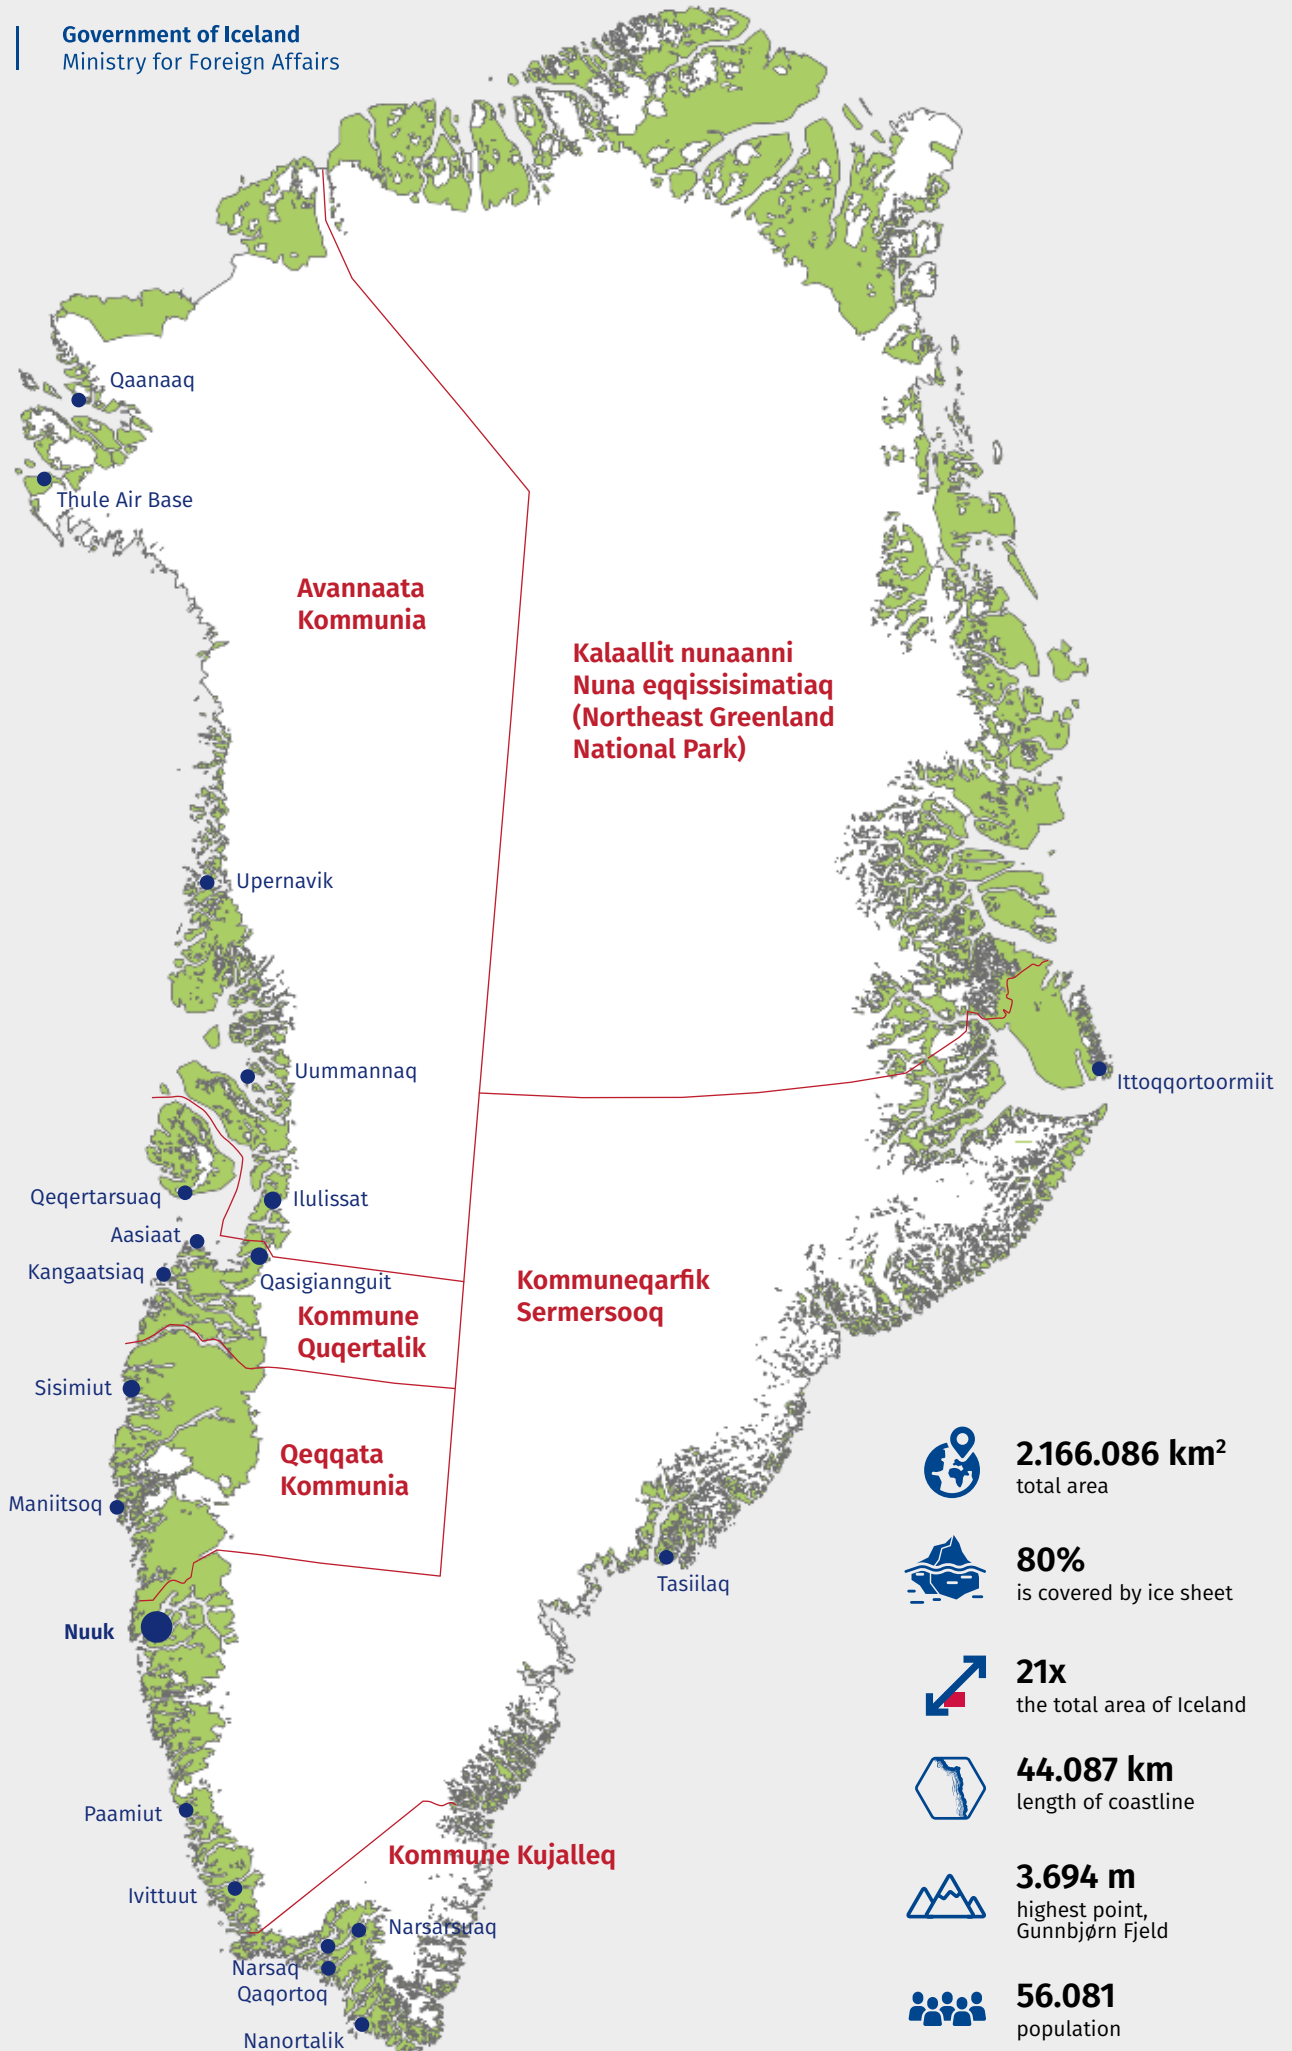 Government of Iceland
Ministry for Foreign Affairs
Qaanaaq
Thule Air Base
Avannaata
Kommunia
Kalaallit nunaanni
Nuna eqqissisimatiaq
(Northeast Greenland
National Park)
Upernavik
Uummannaq
Ittoqqortoormiit
Qeqertarsuaq
Ilulissat
Aasiaat
Kangaatsiaq
Qasigiannguit
Kommuneqarfik
Sermersooq
Kommune
Quqertalik
Sisimiut
Qeqqata
Kommunia
Maniitsoq
Tasiilaq
Nuuk
Paamiut
Kommune Kujalleq
Ivittuut
Narsarsuaq
Narsaq
Qaqortoq
Nanortalik
2.166.086 km²
total area
80%
is covered by ice sheet
21x
the total area of Iceland
44.087 km
length of coastline
3.694 m
highest point,
Gunnbjørn Fjeld
56.081
population